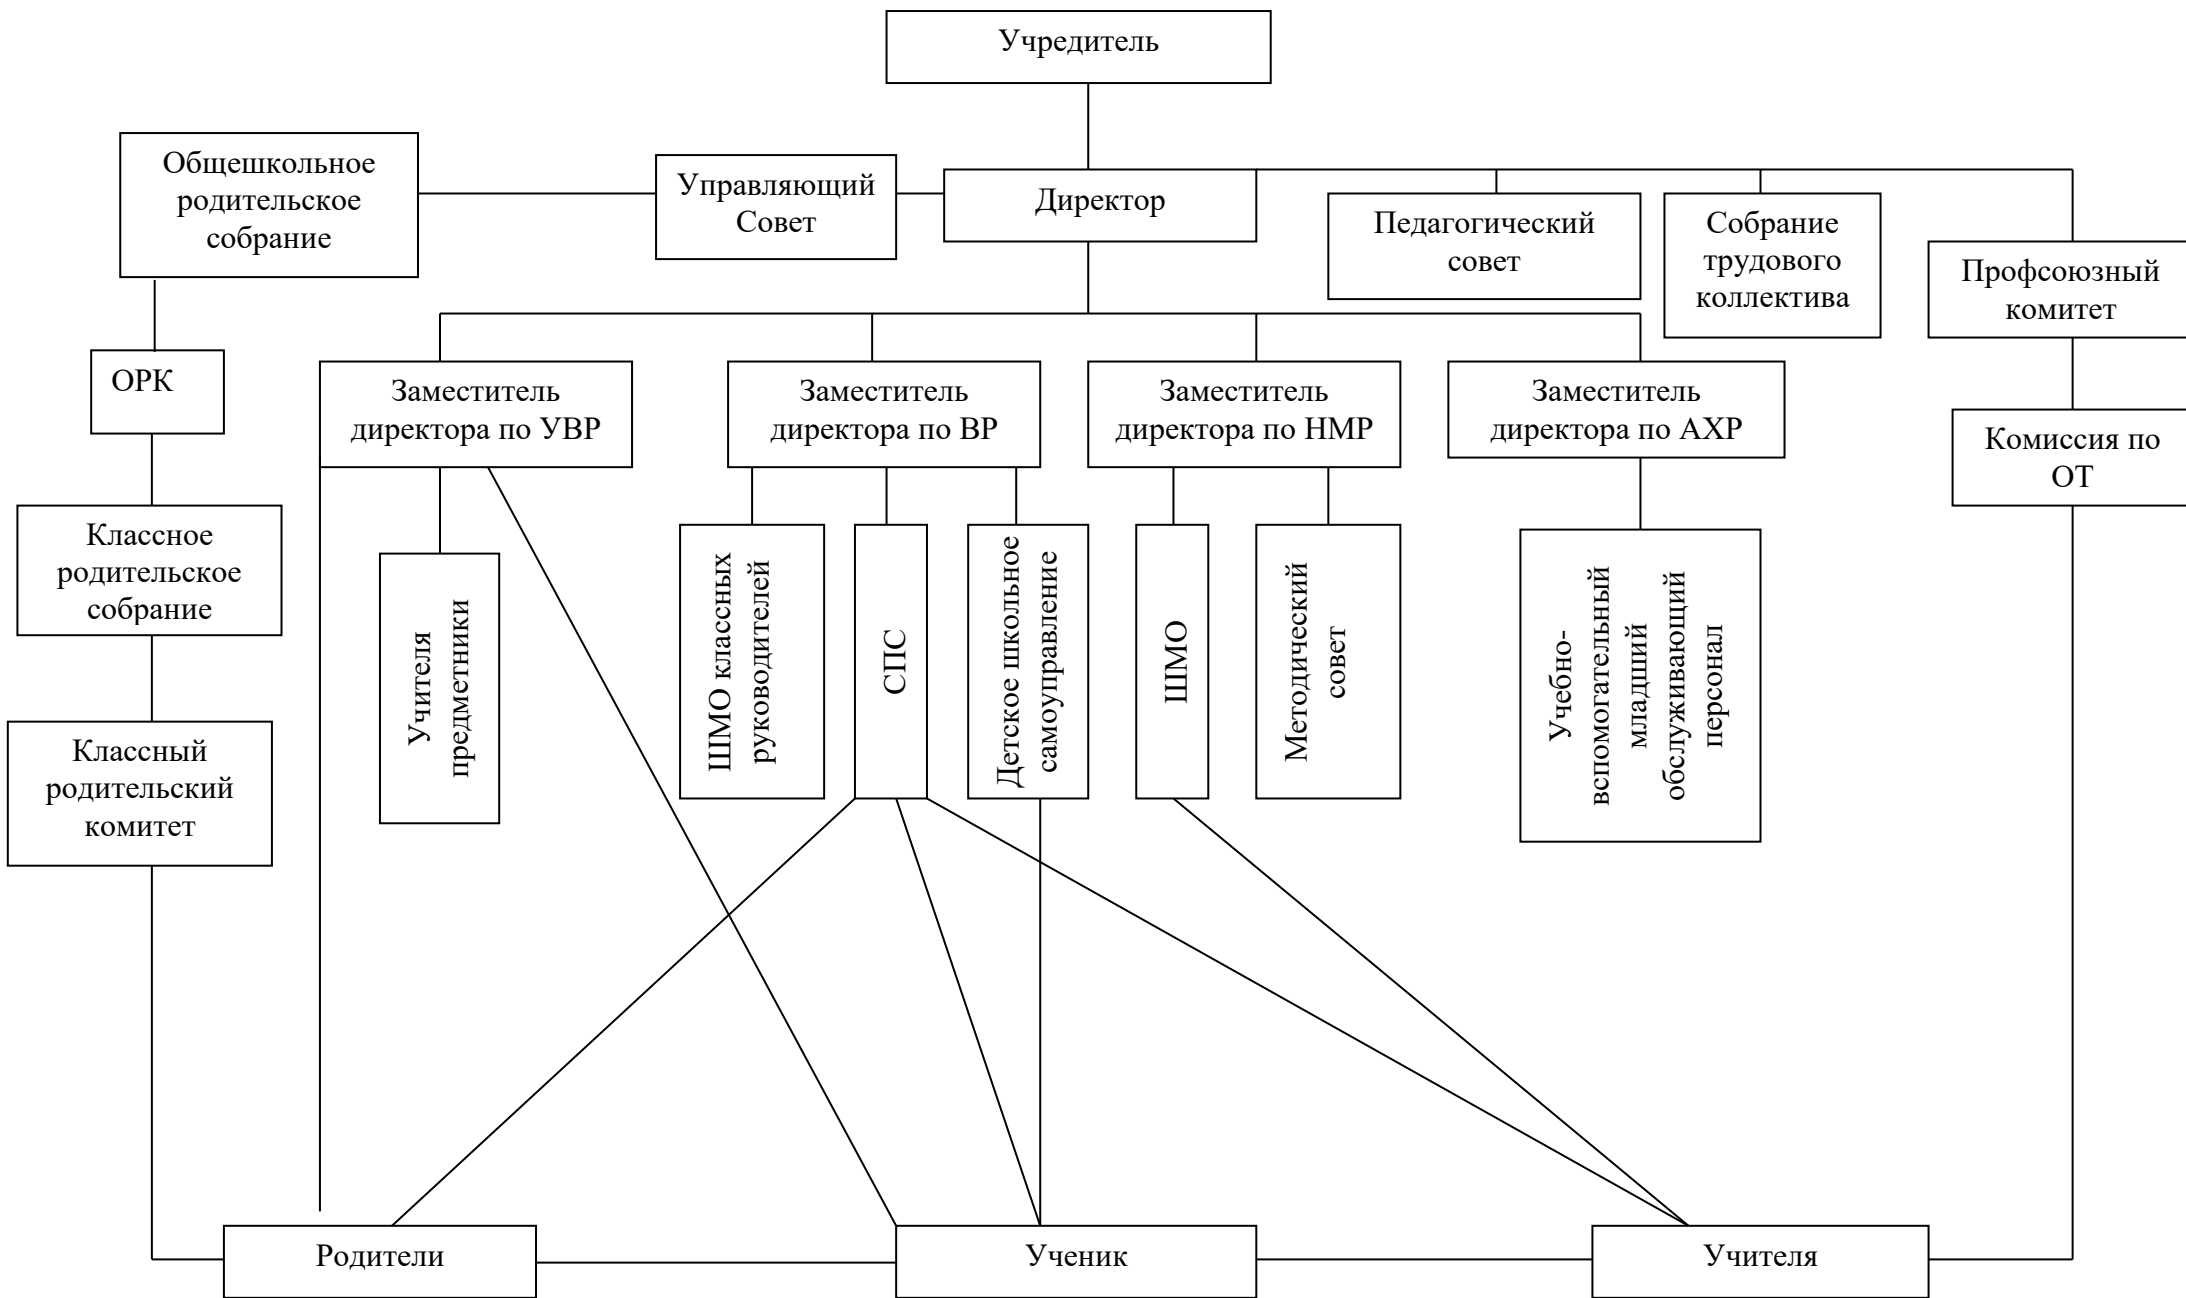 Учредитель
Общешкольное
родительское
собрание
Управляющий
Совет
Директор
Педагогический
совет
Собрание
трудового
коллектива
Профсоюзный
комитет
ОРК
Заместитель
директора по УВР
Заместитель
директора по ВР
Заместитель
директора по НМР
Заместитель
директора по АХР
Комиссия по
ОТ
Классное
родительское
собрание
Учителя
предметники
ШМО классных
руководителей
СПС
Детское школьное
самоуправление
ШМО
Методический
совет
Учебно-
вспомогательный
младший
обслуживающий
персонал
Классный
родительский
комитет
Родители
Ученик
Учителя